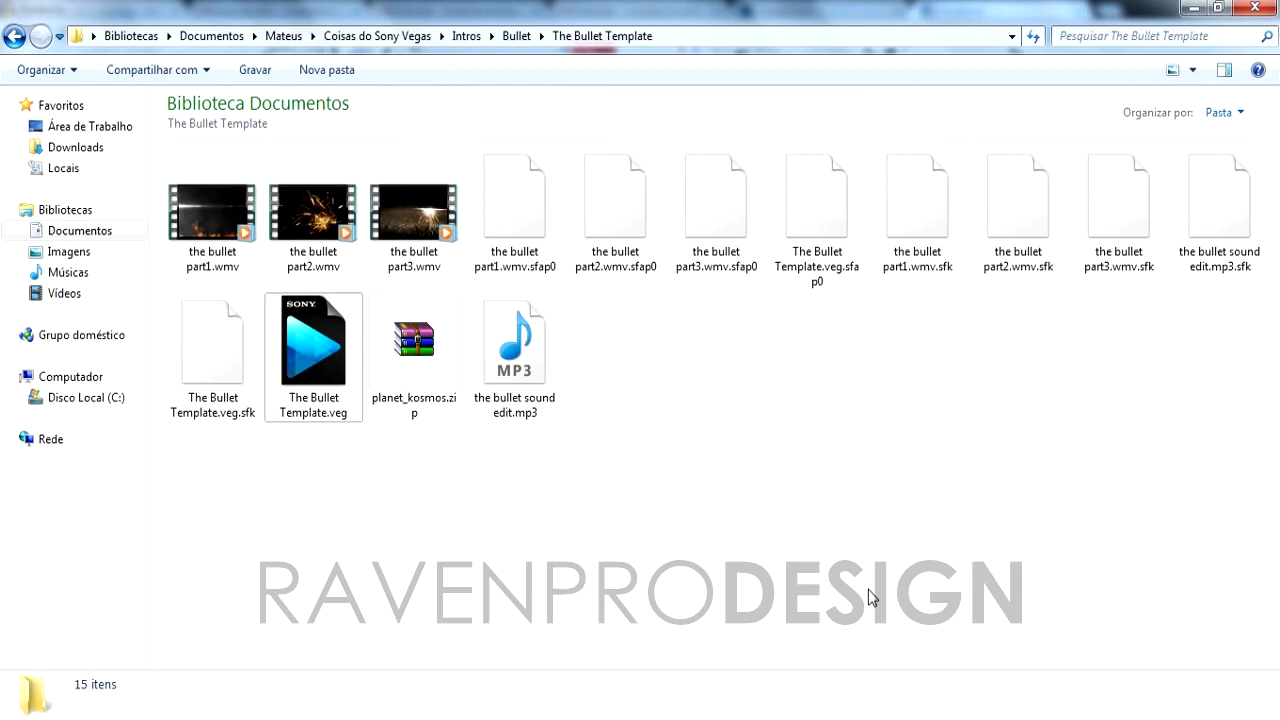 Bibliotecas Documentos Mateus Coisas do Sony Vegas Intros Bullet The Bullet Template
Pesquisar The Bullet Template
Organizar Compartilhar com Gravar Nova pasta
Favoritos
Área de Trabalho
Downloads
Locais
Bibliotecas
Documentos
Imagens
Músicas
Vídeos
Grupo doméstico
Computador
Disco Local (C:)
Rede
Biblioteca Documentos
The Bullet Template
Organizar por: Pasta
the bullet
part1.wmv
the bullet
part2.wmv
the bullet
part3.wmv
the bullet
part1.wmv.sfap0
the bullet
part2.wmv.sfap0
the bullet
part3.wmv.sfap0
The Bullet
Template.veg.sfa
p0
the bullet
part1.wmv.sfk
the bullet
part2.wmv.sfk
the bullet
part3.wmv.sfk
the bullet sound
edit.mp3.sfk
The Bullet
Template.veg.sfk
SONY
The Bullet
Template.veg
planet_kosmos.zi
p
MP3
the bullet sound
edit.mp3
RAVENPRODESIGN
15 itens